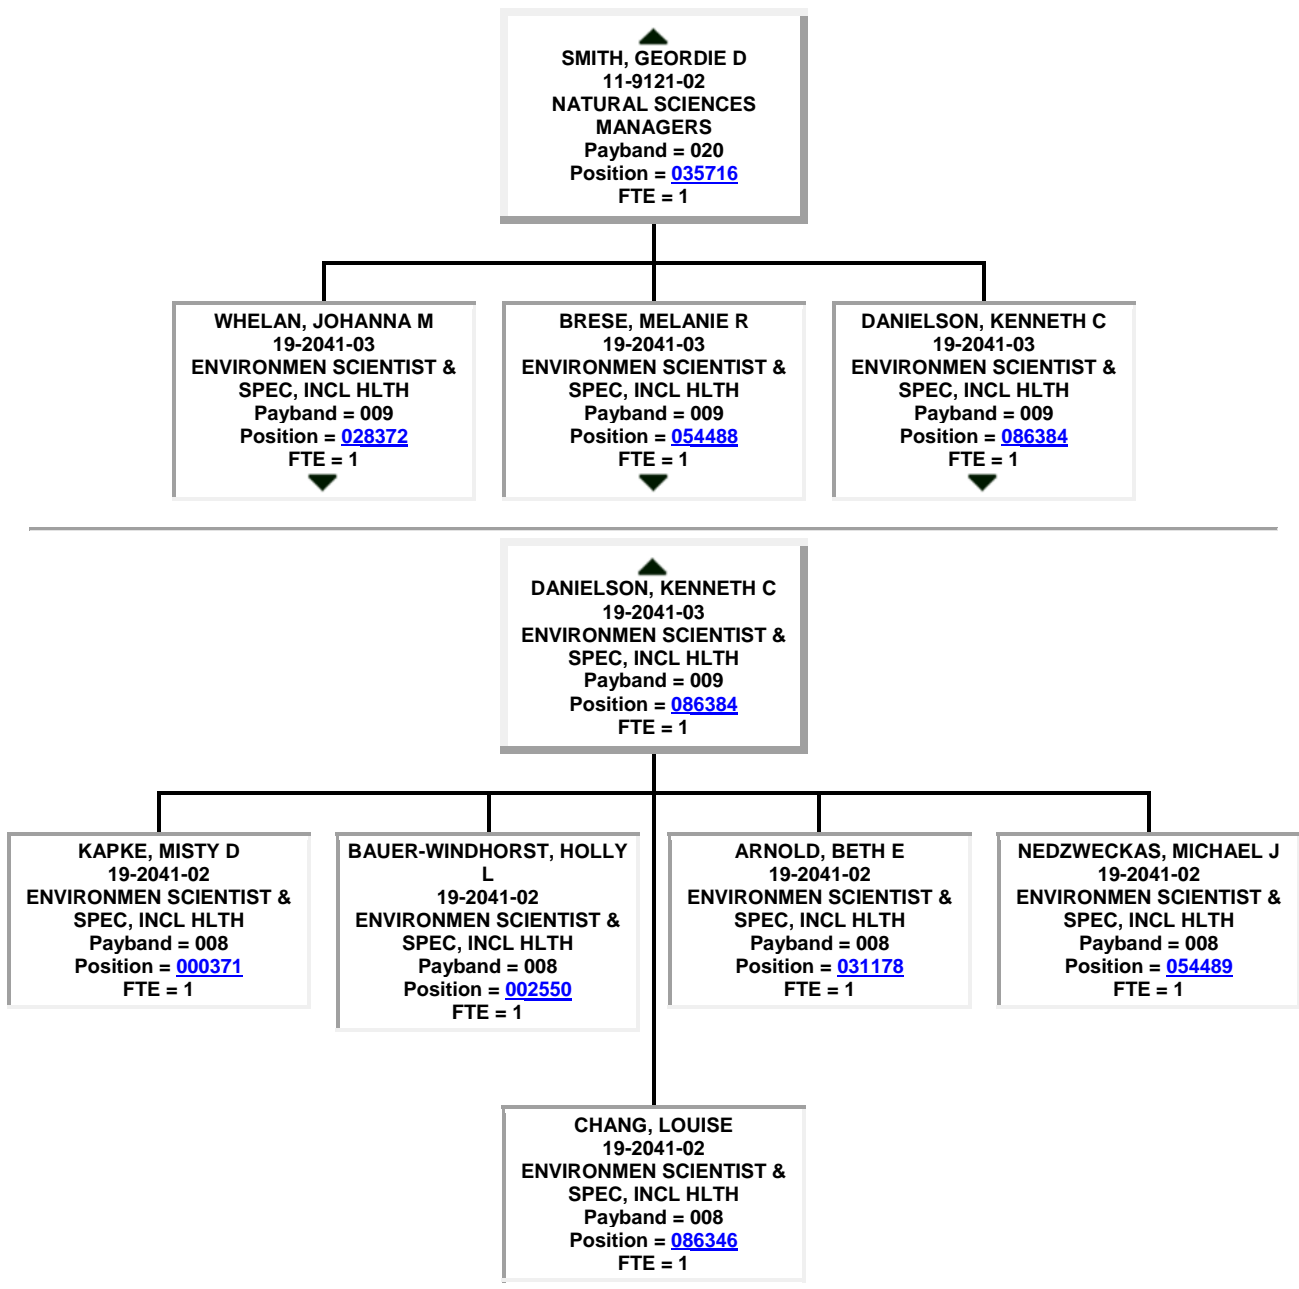 SMITH, GEORDIE D
11-9121-02
NATURAL SCIENCES
MANAGERS
Payband = 020
Position = 035716
FTE = 1
WHELAN, JOHANNA M
19-2041-03
ENVIRONMEN SCIENTIST &
SPEC, INCL HLTH
Payband = 009
Position = 028372
FTE = 1
BRESE, MELANIE R
19-2041-03
ENVIRONMEN SCIENTIST &
SPEC, INCL HLTH
Payband = 009
Position = 054488
FTE = 1
DANIELSON, KENNETH C
19-2041-03
ENVIRONMEN SCIENTIST &
SPEC, INCL HLTH
Payband = 009
Position = 086384
FTE = 1
DANIELSON, KENNETH C
19-2041-03
ENVIRONMEN SCIENTIST &
SPEC, INCL HLTH
Payband = 009
Position = 086384
FTE = 1
KAPKE, MISTY D
19-2041-02
ENVIRONMEN SCIENTIST &
SPEC, INCL HLTH
Payband = 008
Position = 000371
FTE = 1
BAUER-WINDHORST, HOLLY
L
19-2041-02
ENVIRONMEN SCIENTIST &
SPEC, INCL HLTH
Payband = 008
Position = 002550
FTE = 1
ARNOLD, BETH E
19-2041-02
ENVIRONMEN SCIENTIST &
SPEC, INCL HLTH
Payband = 008
Position = 031178
FTE = 1
NEDZWECKAS, MICHAEL J
19-2041-02
ENVIRONMEN SCIENTIST &
SPEC, INCL HLTH
Payband = 008
Position = 054489
FTE = 1
CHANG, LOUISE
19-2041-02
ENVIRONMEN SCIENTIST &
SPEC, INCL HLTH
Payband = 008
Position = 086346
FTE = 1